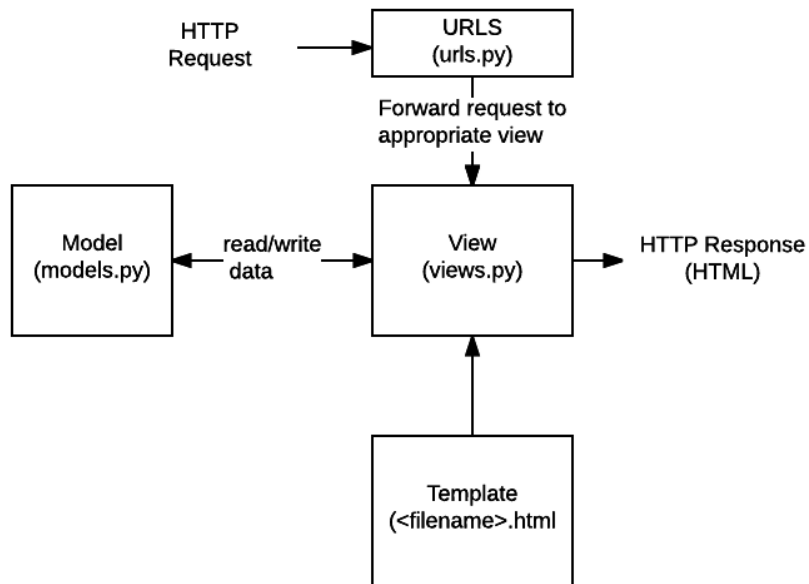 HTTP
Request
URLS
(urls.py)
Forward request to
appropriate view
Model
(models.py)
read/write
data
View
(views.py)
HTTP Response
(HTML)
Template
(<filename>.html